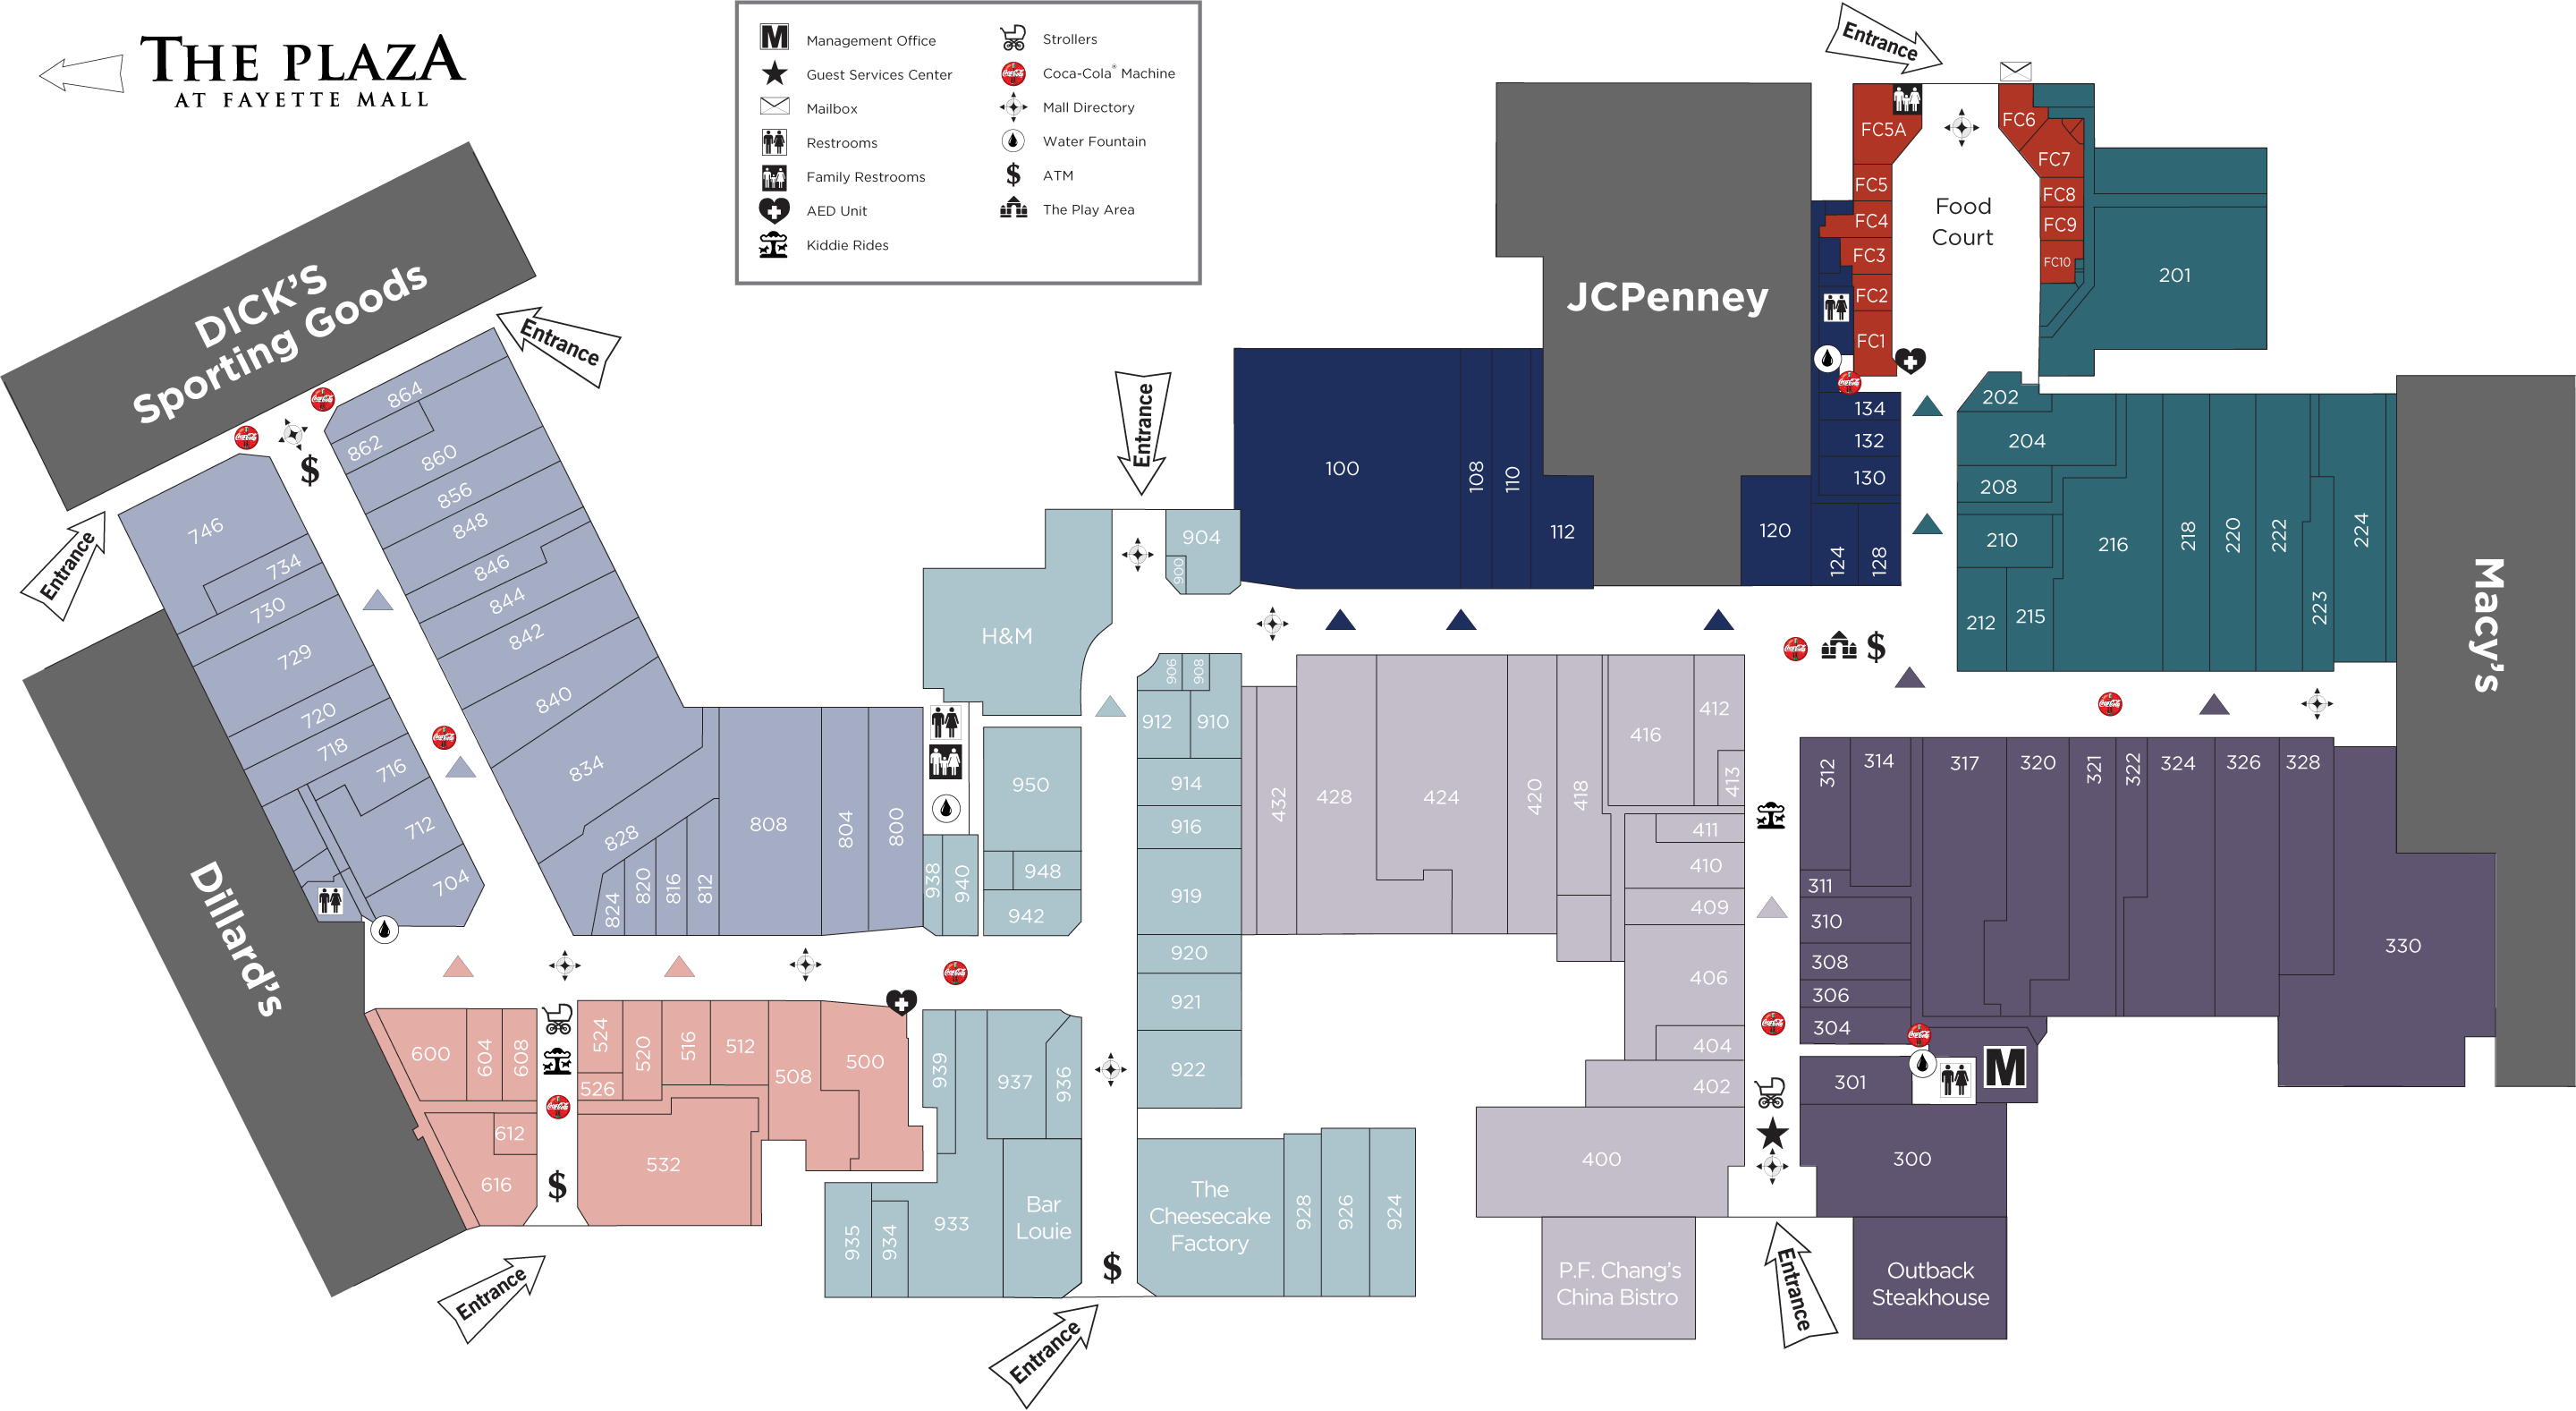 THE PLAZA
AT FAYETTE MALL
Management Office
Guest Services Center
Mailbox
Restrooms
Family Restrooms
AED Unit
Kiddie Rides
Strollers
Coca-Cola® Machine
Mall Directory
Water Fountain
ATM
The Play Area
M
$
Entrance
FC5A
FC5
FC4
FC3
FC2
FC1
FC6
FC7
FC8
FC9
FC10
Food
Court
201
JCPenney
DICK'S
Sporting Goods
Entrance
Entrance
Entrance
864
862
860
856
848
846
844
842
840
834
828
824
820
816
812
808
804
800
746
734
730
729
720
718
716
712
704
$
Dillard's
100
108
110
112
120
124
128
130
132
134
202
204
208
210
212
215
216
218
220
222
223
224
Macy's
$
H&M
904
900
906
908
912
910
914
916
919
920
921
922
950
948
942
938
940
432
428
424
420
418
416
412
413
411
410
409
406
404
402
400
312
314
317
320
321
322
324
326
328
330
311
310
308
306
304
301
300
M
600
604
608
612
616
524
526
520
516
512
508
500
532
$
939
937
936
935
934
933
Bar
Louie
$
The
Cheesecake
Factory
928
926
924
P.F. Chang's
China Bistro
Outback
Steakhouse
Entrance
Entrance
Entrance